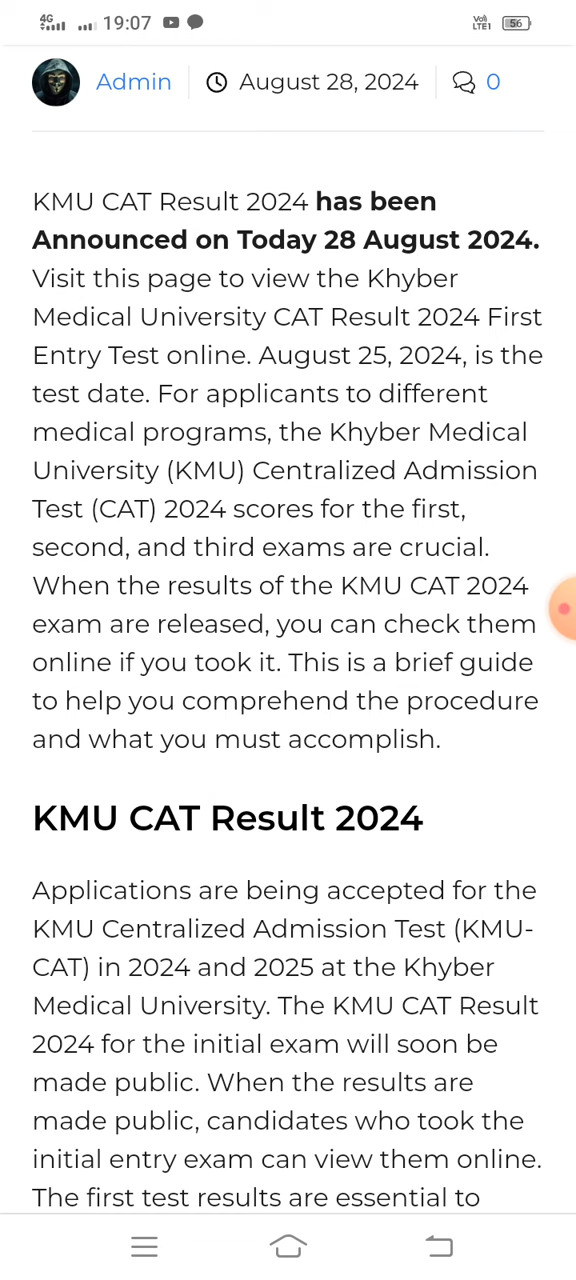 4G 19:07 Vo) LTE1 56
Admin August 28, 2024 0
KMU CAT Result 2024 has been
Announced on Today 28 August 2024.
Visit this page to view the Khyber
Medical University CAT Result 2024 First
Entry Test online. August 25, 2024, is the
test date. For applicants to different
medical programs, the Khyber Medical
University (KMU) Centralized Admission
Test (CAT) 2024 scores for the first,
second, and third exams are crucial.
When the results of the KMU CAT 2024
exam are released, you can check them
online if you took it. This is a brief guide
to help you comprehend the procedure
and what you must accomplish.
KMU CAT Result 2024
Applications are being accepted for the
KMU Centralized Admission Test (KMU-
CAT) in 2024 and 2025 at the Khyber
Medical University. The KMU CAT Result
2024 for the initial exam will soon be
made public. When the results are
made public, candidates who took the
initial entry exam can view them online.
The first test results are essential to